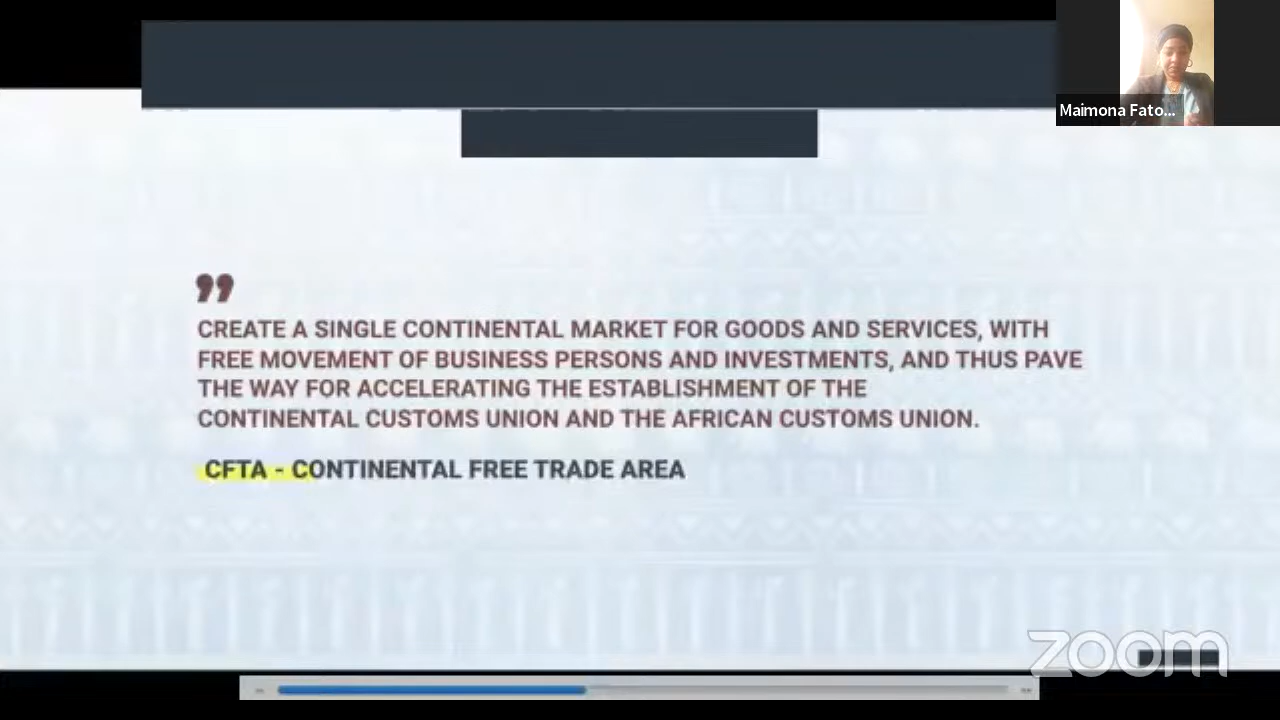 Maimona Fato...
”
CREATE A SINGLE CONTINENTAL MARKET FOR GOODS AND SERVICES, WITH
FREE MOVEMENT OF BUSINESS PERSONS AND INVESTMENTS, AND THUS PAVE
THE WAY FOR ACCELERATING THE ESTABLISHMENT OF THE
CONTINENTAL CUSTOMS UNION AND THE AFRICAN CUSTOMS UNION.
CFTA - CONTINENTAL FREE TRADE AREA
zoom